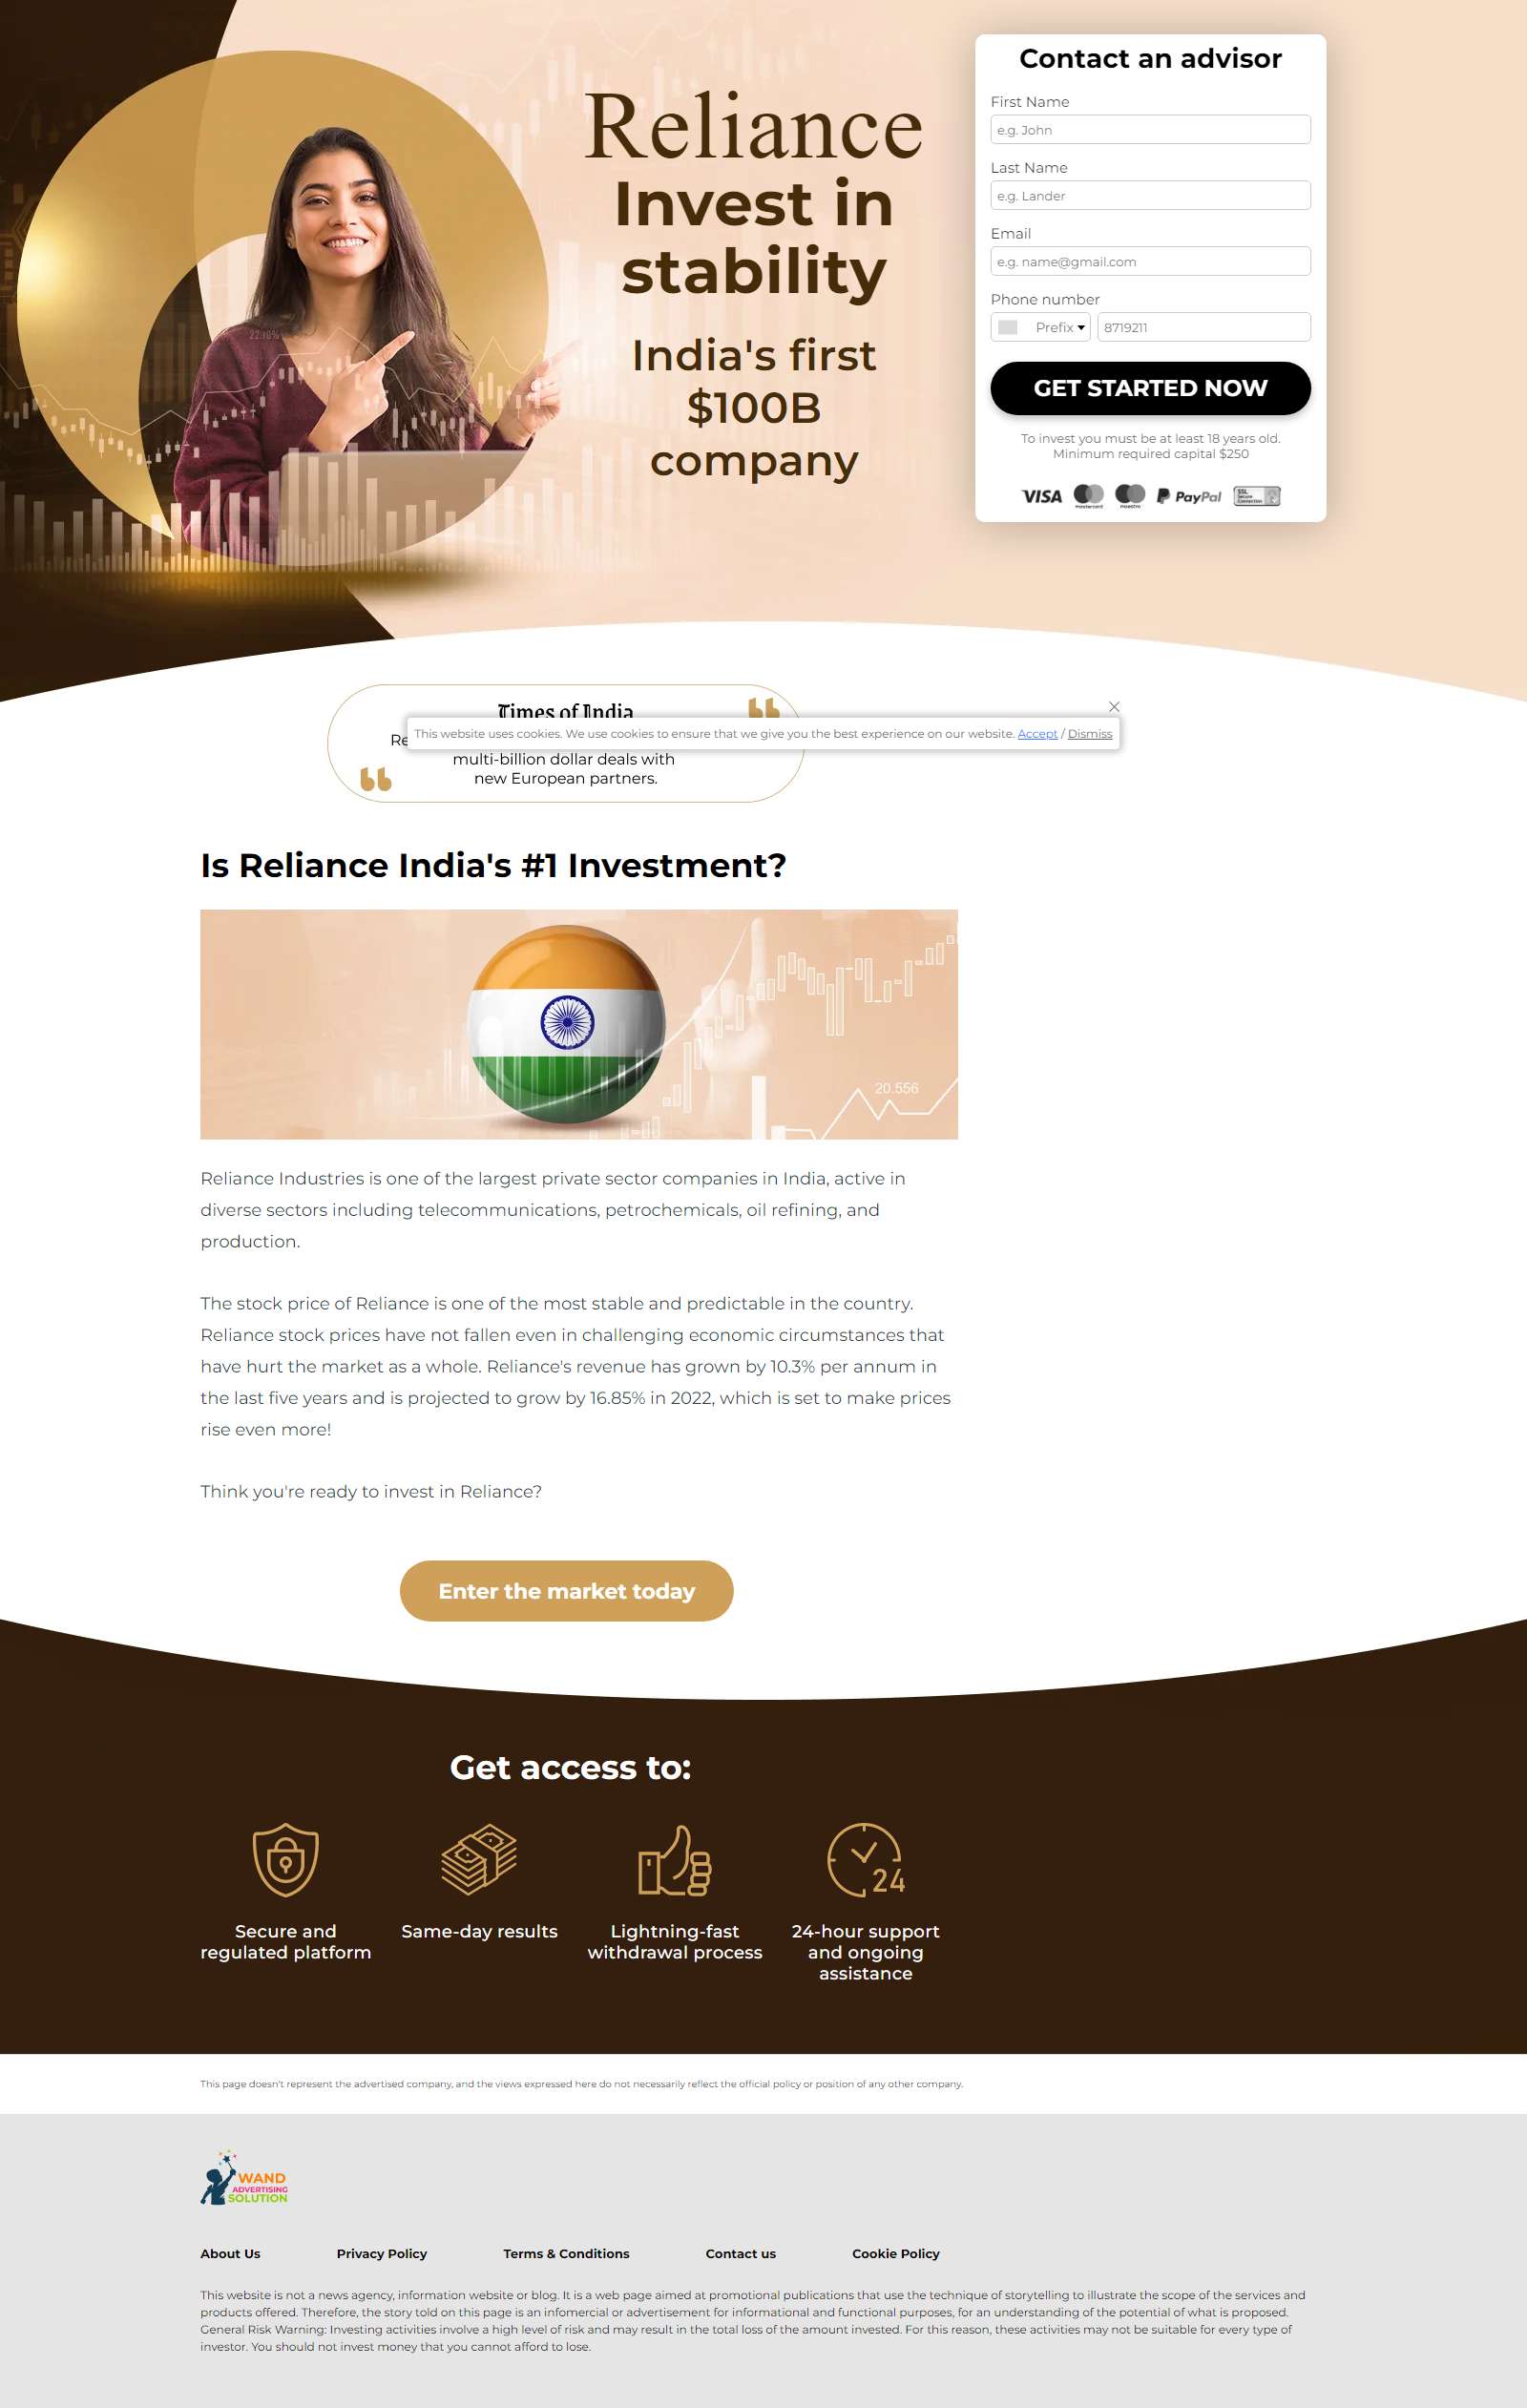 Reliance
Invest in
stability
India's first
$100B
company
22.10%
Contact an advisor
First Name
e.g. John
Last Name
e.g. Lander
Email
e.g. name@gmail.com
Phone number
Prefix
8719211
GET STARTED NOW
To invest you must be at least 18 years old.
Minimum required capital $250
VISA
mastercard
maestro
PayPal
SSL
Secure
Connection
Times of India
This website uses cookies. We use cookies to ensure that we give you the best experience on our website. Accept / Dismiss
multi-billion dollar deals with
new European partners.
Is Reliance India's #1 Investment?
20.556
Reliance Industries is one of the largest private sector companies in India, active in
diverse sectors including telecommunications, petrochemicals, oil refining, and
production.
The stock price of Reliance is one of the most stable and predictable in the country.
Reliance stock prices have not fallen even in challenging economic circumstances that
have hurt the market as a whole. Reliance's revenue has grown by 10.3% per annum in
the last five years and is projected to grow by 16.85% in 2022, which is set to make prices
rise even more!
Think you're ready to invest in Reliance?
Enter the market today
Get access to:
24
Secure and
regulated platform
Same-day results
Lightning-fast
withdrawal process
24-hour support
and ongoing
assistance
This page doesn't represent the advertised company, and the views expressed here do not necessarily reflect the official policy or position of any other company.
WAND
ADVERTISING
SOLUTION
About Us
Privacy Policy
Terms & Conditions
Contact us
Cookie Policy
This website is not a news agency, information website or blog. It is a web page aimed at promotional publications that use the technique of storytelling to illustrate the scope of the services and
products offered. Therefore, the story told on this page is an infomercial or advertisement for informational and functional purposes, for an understanding of the potential of what is proposed.
General Risk Warning: Investing activities involve a high level of risk and may result in the total loss of the amount invested. For this reason, these activities may not be suitable for every type of
investor. You should not invest money that you cannot afford to lose.